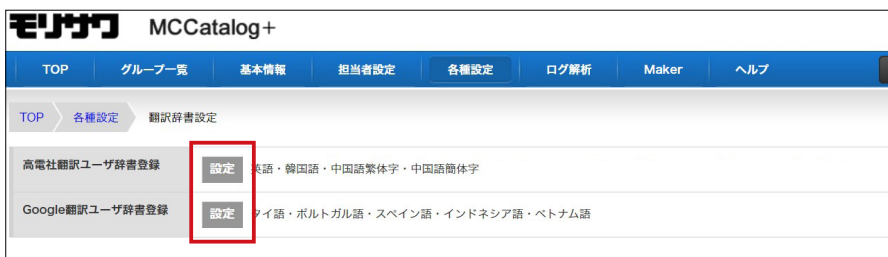 モリサワ MCCatalog+
TOP グループ一覧 基本情報 担当者設定 各種設定 ログ解析 Maker ヘルプ
TOP 各種設定 翻訳辞書設定
高電社翻訳ユーザ辞書登録 設定 英語・韓国語・中国語繁体字・中国語簡体字
Google翻訳ユーザ辞書登録 設定 タイ語・ポルトガル語・スペイン語・インドネシア語・ベトナム語